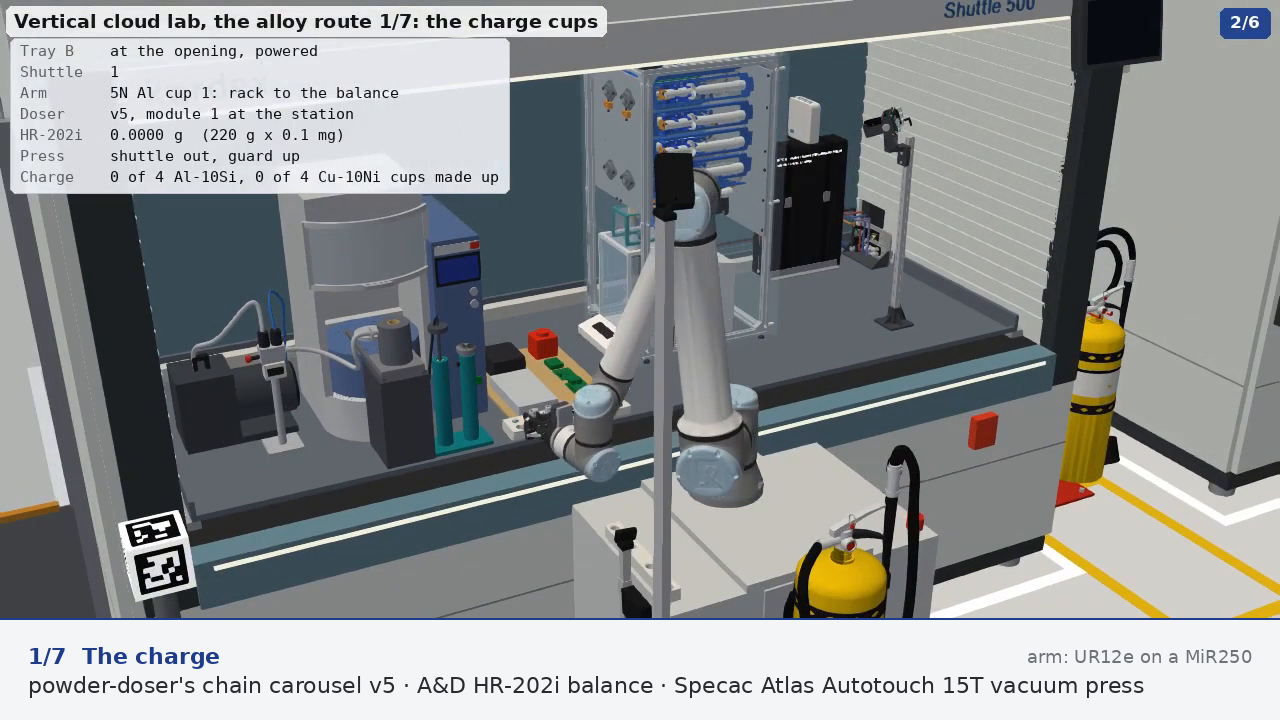 Vertical cloud lab, the alloy route 1/7: the charge cups
Shuttle 500
2/6
Tray B at the opening, powered
Shuttle 1
Arm 5N Al cup 1: rack to the balance
Doser v5, module 1 at the station
HR-202i 0.0000 g (220 g x 0.1 mg)
Press shuttle out, guard up
Charge 0 of 4 Al-10Si, 0 of 4 Cu-10Ni cups made up
1/7 The charge
arm: UR12e on a MiR250
powder-doser's chain carousel v5 · A&D HR-202i balance · Specac Atlas Autotouch 15T vacuum press